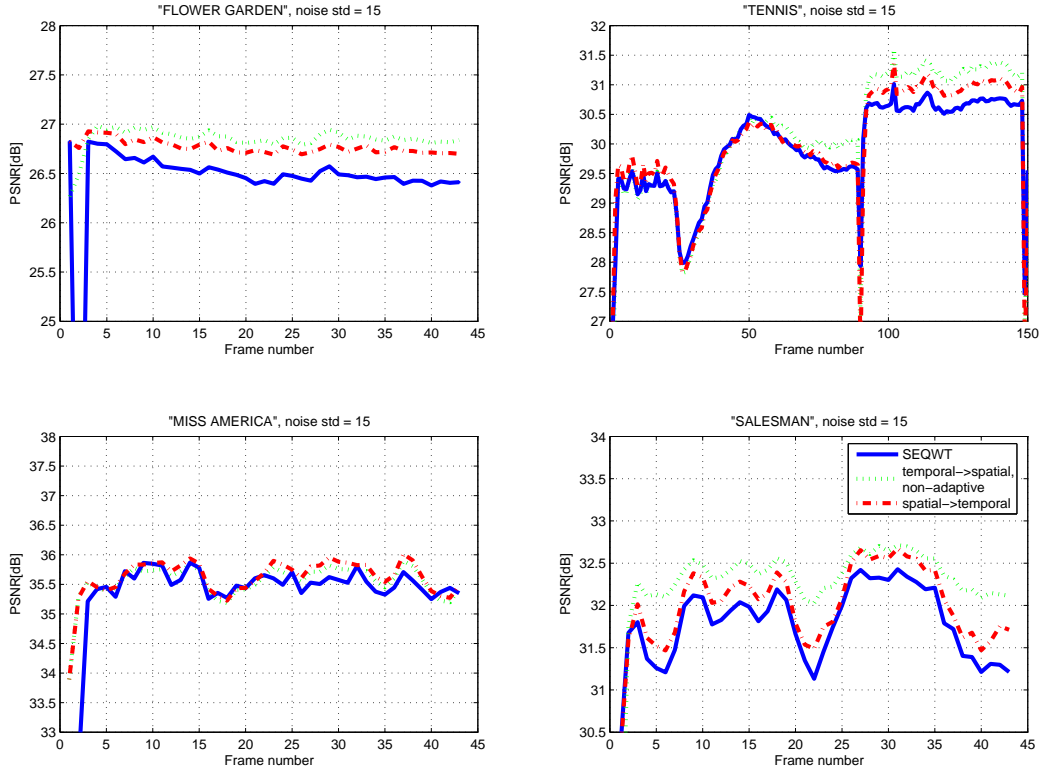 "FLOWER GARDEN", noise std = 15
28
27.5
27
26.5
26
25.5
25
PSNR[dB]
0 5 10 15 20 25 30 35 40 45
Frame number
"TENNIS", noise std = 15
32
31.5
31
30.5
30
29.5
29
28.5
28
27.5
27
PSNR[dB]
0 50 100 150
Frame number
"MISS AMERICA", noise std = 15
38
37.5
37
36.5
36
35.5
35
34.5
34
33.5
33
PSNR[dB]
0 5 10 15 20 25 30 35 40 45
Frame number
"SALESMAN", noise std = 15
34
33.5
33
32.5
32
31.5
31
30.5
PSNR[dB]
0 5 10 15 20 25 30 35 40 45
Frame number
SEQWT
temporal->spatial,
non-adaptive
spatial->temporal